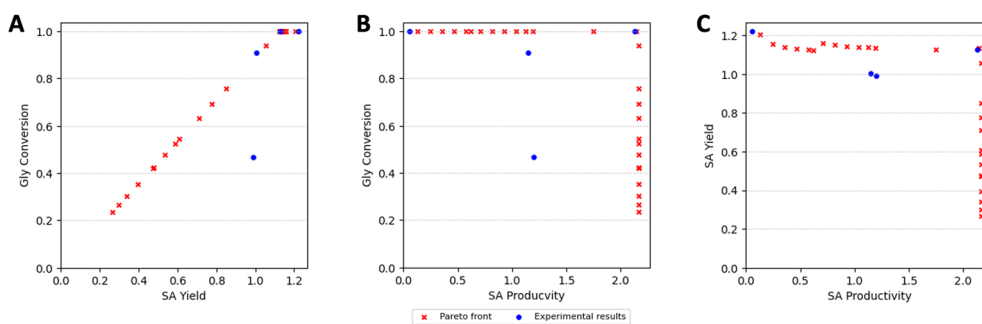 A
B
C
1.0
0.8
0.6
0.4
0.2
0.0
Gly Conversion
0.0 0.2 0.4 0.6 0.8 1.0 1.2
SA Yield
1.0
0.8
0.6
0.4
0.2
0.0
Gly Conversion
0.0 0.5 1.0 1.5 2.0
SA Producvity
1.2
1.0
0.8
0.6
0.4
0.2
0.0
SA Yield
0.0 0.5 1.0 1.5 2.0
SA Productivity
Pareto front Experimental results